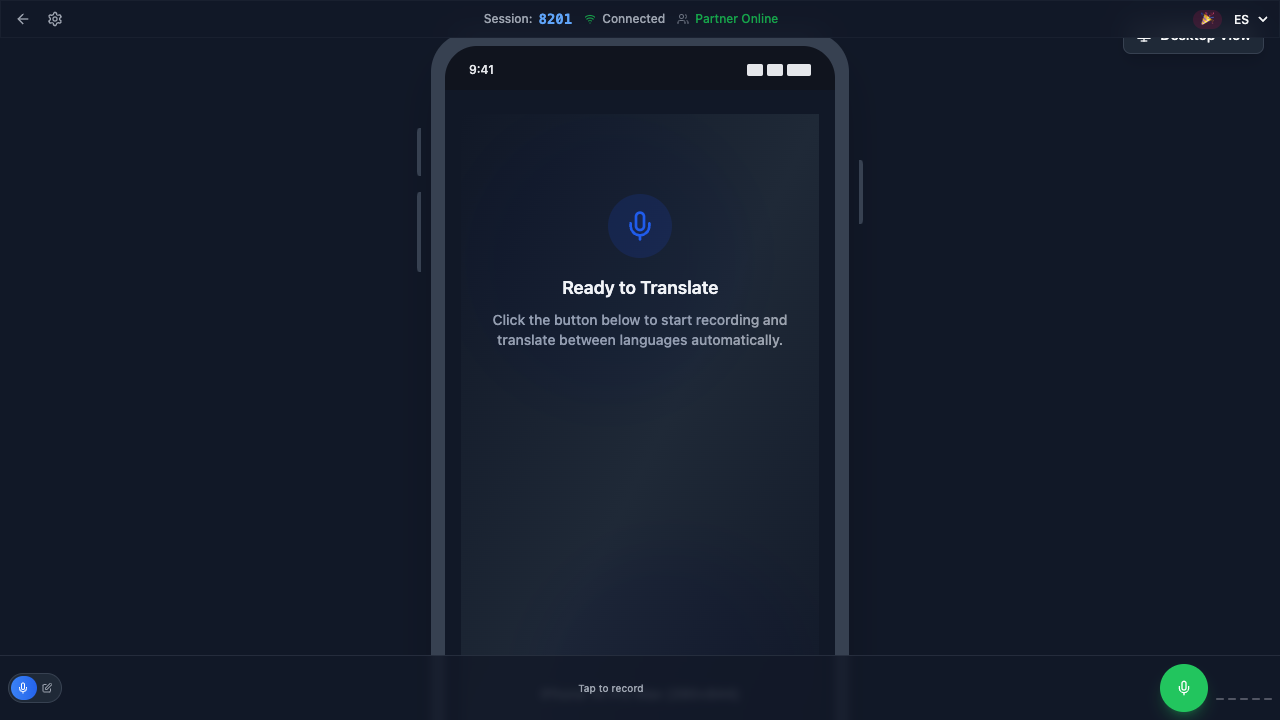 Session: 8201 Connected Partner Online
ES
Desktop View
9:41
Ready to Translate
Click the button below to start recording and
translate between languages automatically.
Tap to record